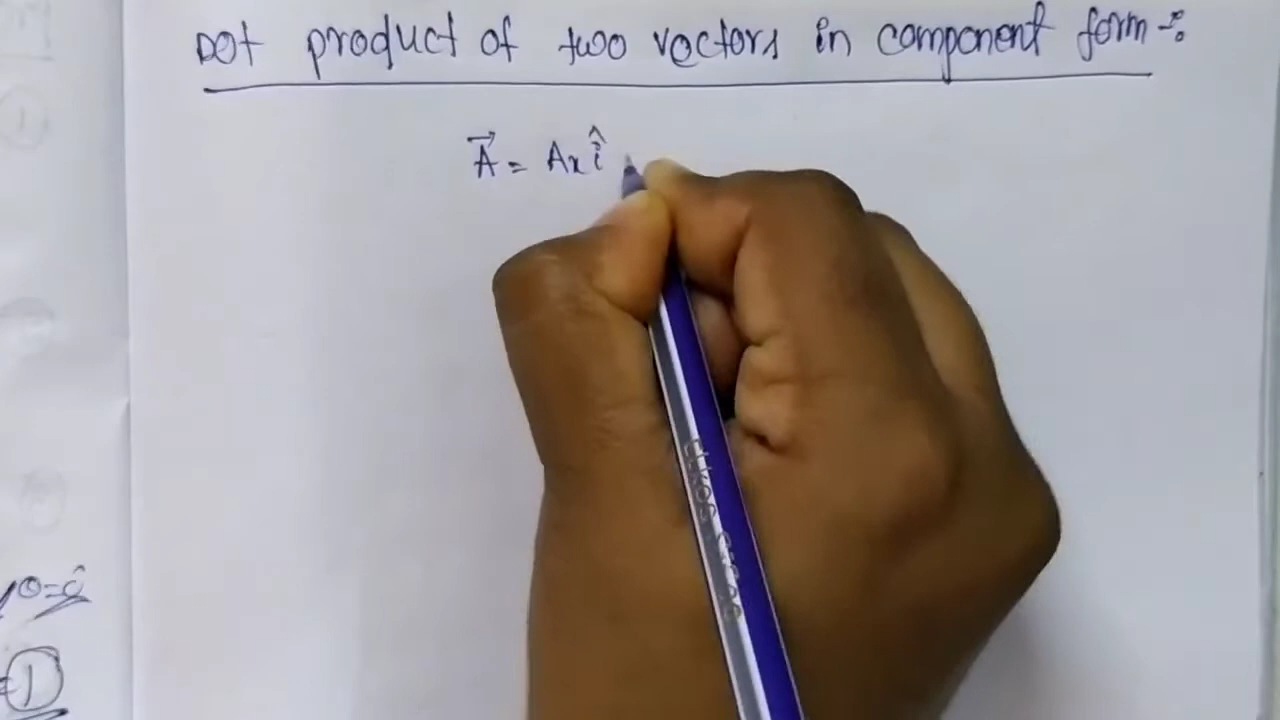 Dot product of two vectors in component form -:
A⃗ = Ax î